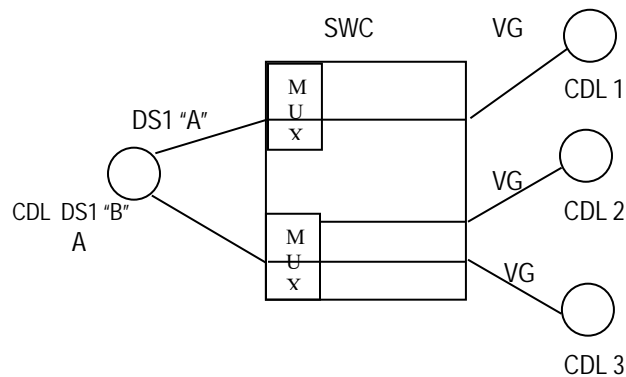 SWC
VG
CDL 1
M
U
X
DS1 “A”
VG
CDL 2
CDL DS1 “B”
A
M
U
X
VG
CDL 3